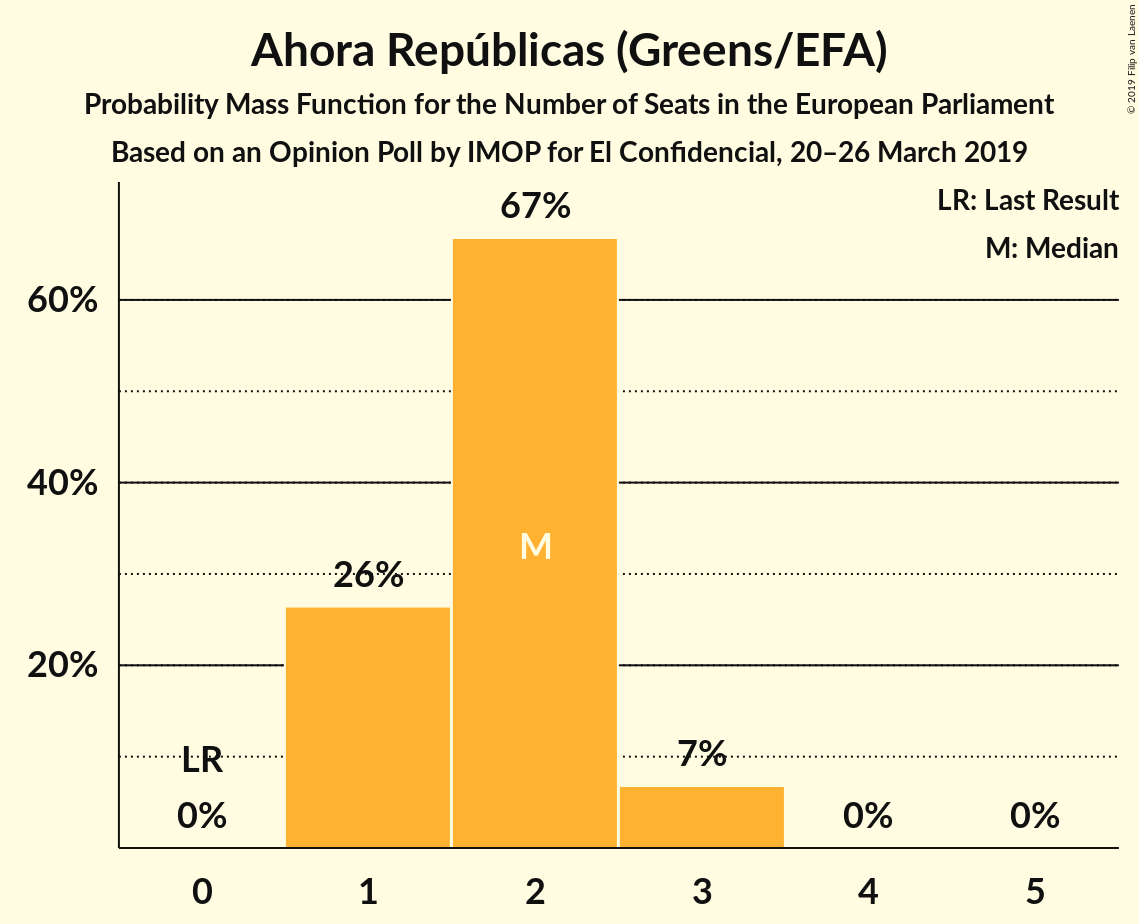 Ahora Repúblicas (Greens/EFA)
Probability Mass Function for the Number of Seats in the European Parliament
Based on an Opinion Poll by IMOP for El Confidencial, 20–26 March 2019
© 2019 Filip van Laenen
LR: Last Result
M: Median
67%
60%
40%
M
26%
20%
LR
7%
0%
0%
0%
0 1 2 3 4 5